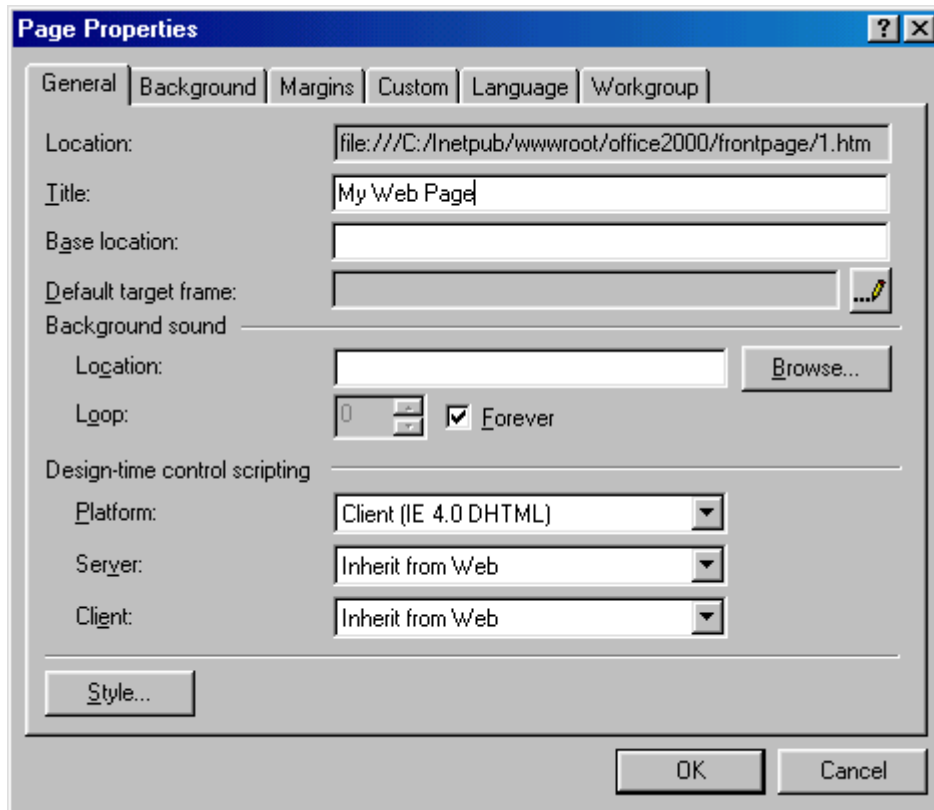 Page Properties
General Background Margins Custom Language Workgroup
Location: file:///C:/Inetpub/wwwroot/office2000/frontpage/1.htm
Title: My Web Page
Base location:
Default target frame: ...
Background sound
Location: Browse...
Loop: 0 Forever
Design-time control scripting
Platform: Client (IE 4.0 DHTML)
Server: Inherit from Web
Client: Inherit from Web
Style...
OK Cancel